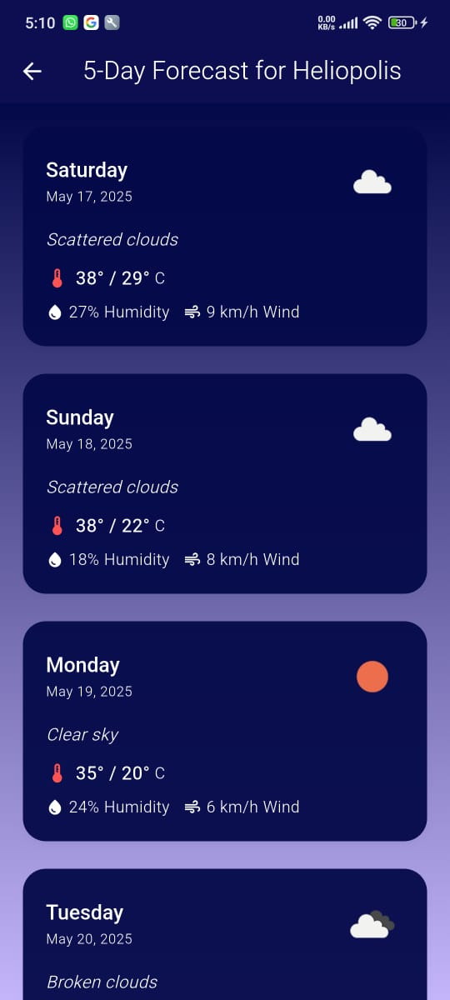 5:10
0.00
KB/s
30
5-Day Forecast for Heliopolis
Saturday
May 17, 2025
Scattered clouds
38° / 29° C
27% Humidity 9 km/h Wind
Sunday
May 18, 2025
Scattered clouds
38° / 22° C
18% Humidity 8 km/h Wind
Monday
May 19, 2025
Clear sky
35° / 20° C
24% Humidity 6 km/h Wind
Tuesday
May 20, 2025
Broken clouds